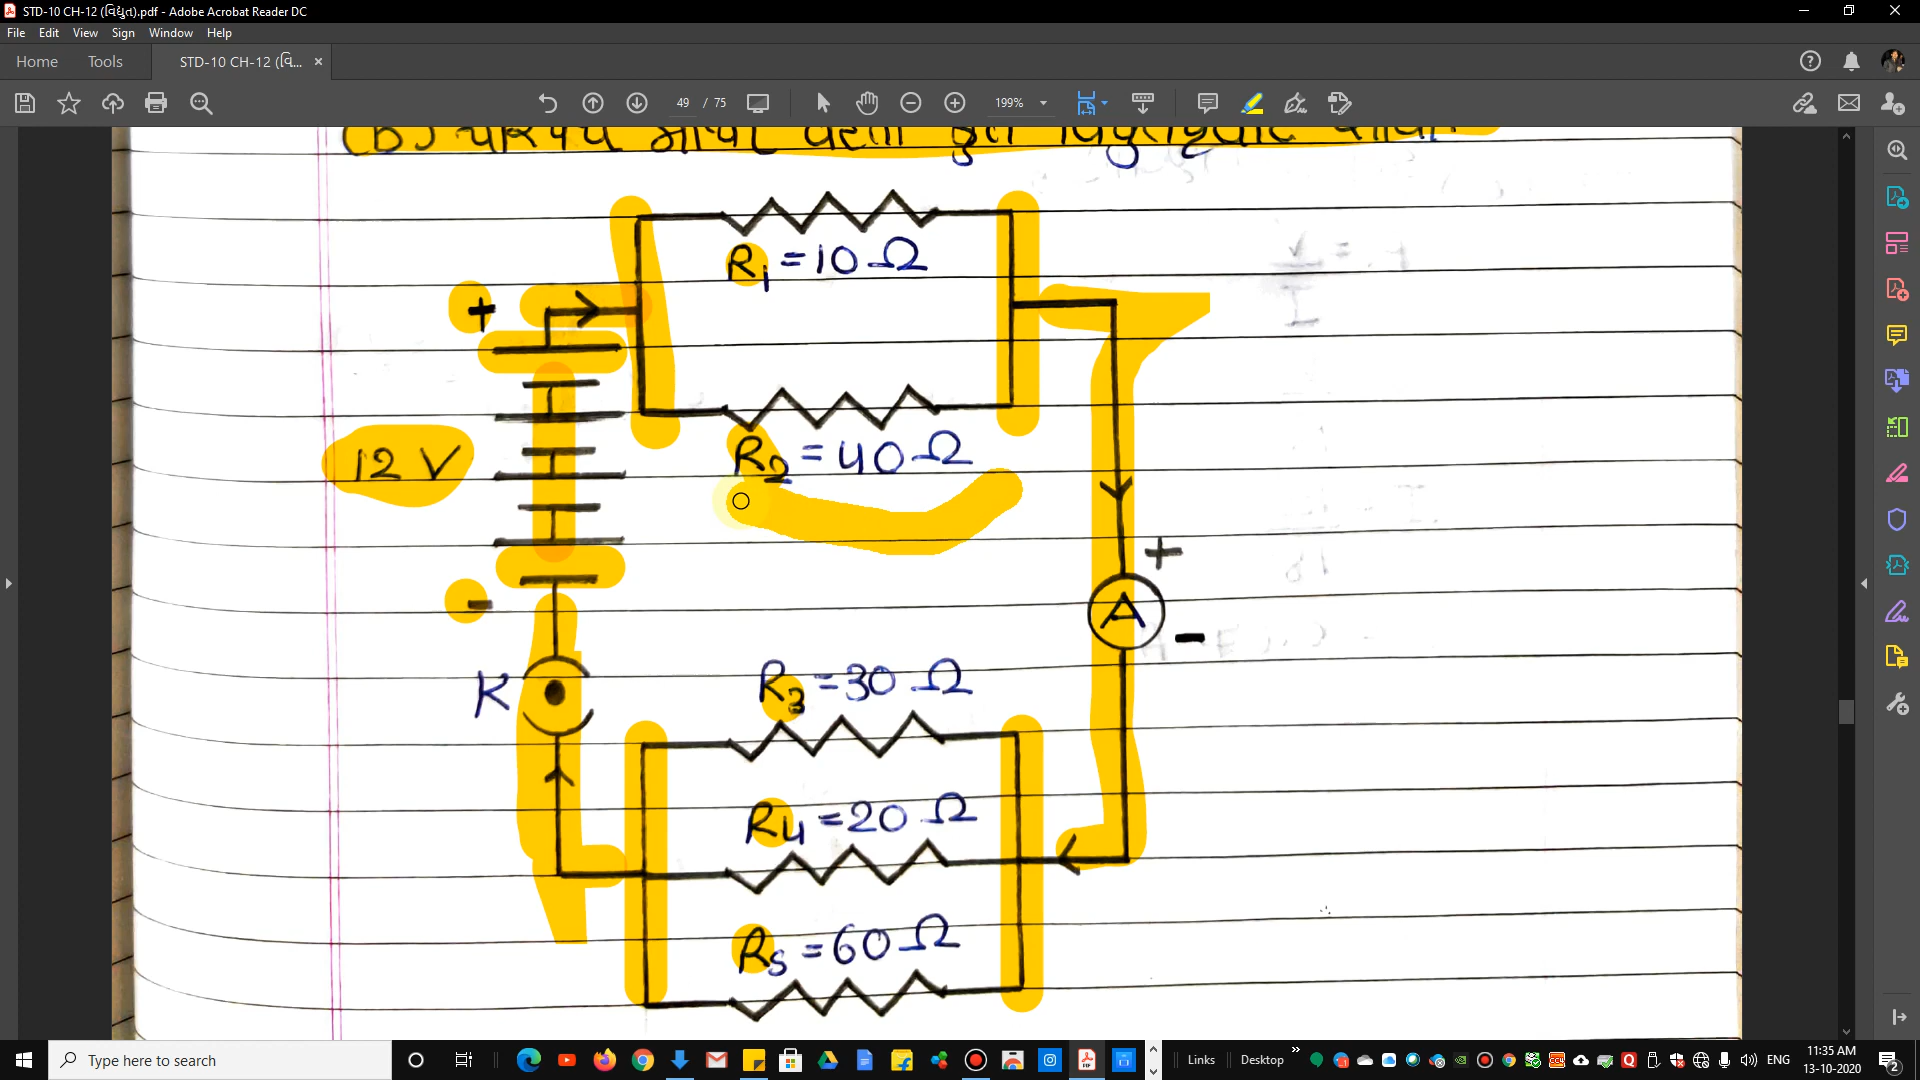 STD-10 CH-12 (વિદ્યુત).pdf - Adobe Acrobat Reader DC
File Edit View Sign Window Help
Home Tools STD-10 CH-12 (વિ... ×
49 / 75 199%
(b)
R1 = 10 Ω
+
12 V
R2 = 40 Ω
+
-
A
-
K
R3 = 30 Ω
R4 = 20 Ω
R5 = 60 Ω
Type here to search
Links Desktop » ENG 11:35 AM
13-10-2020
2